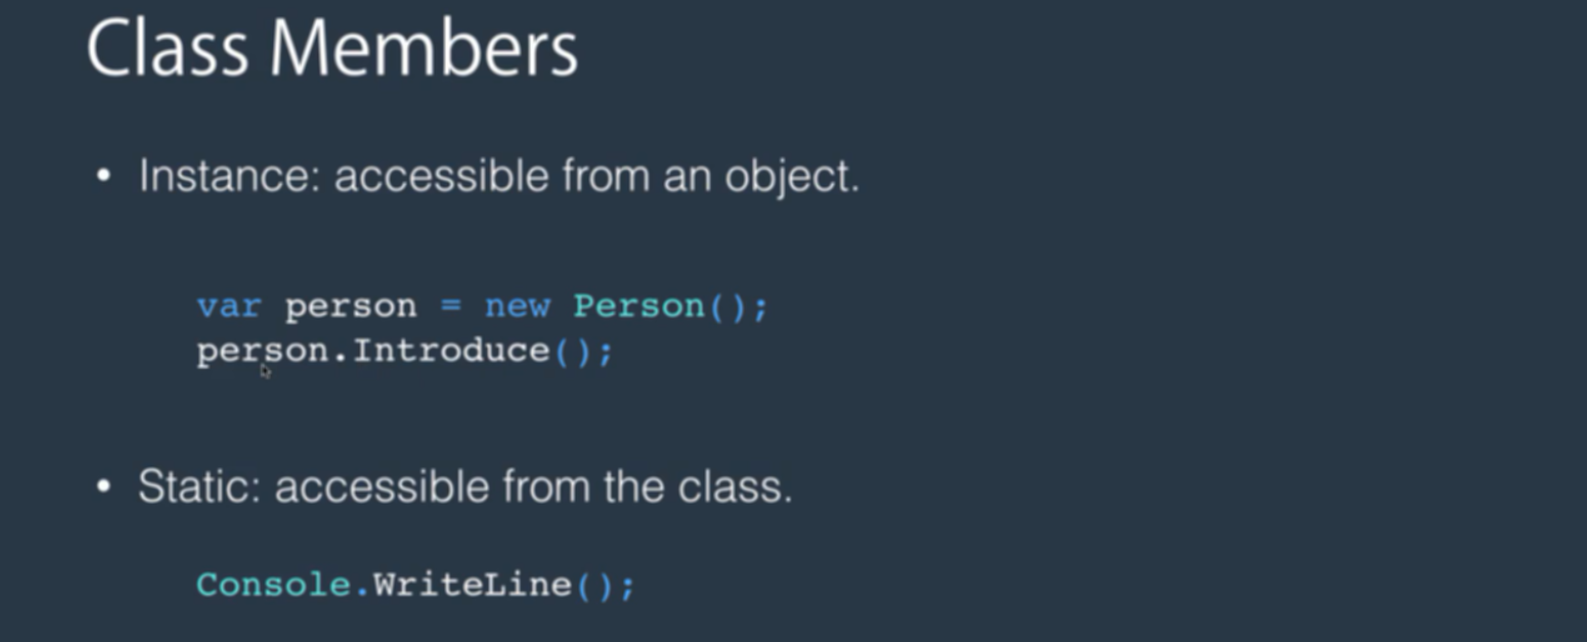 Class Members
• Instance: accessible from an object.
var person = new Person();
person.Introduce();
• Static: accessible from the class.
Console.WriteLine();